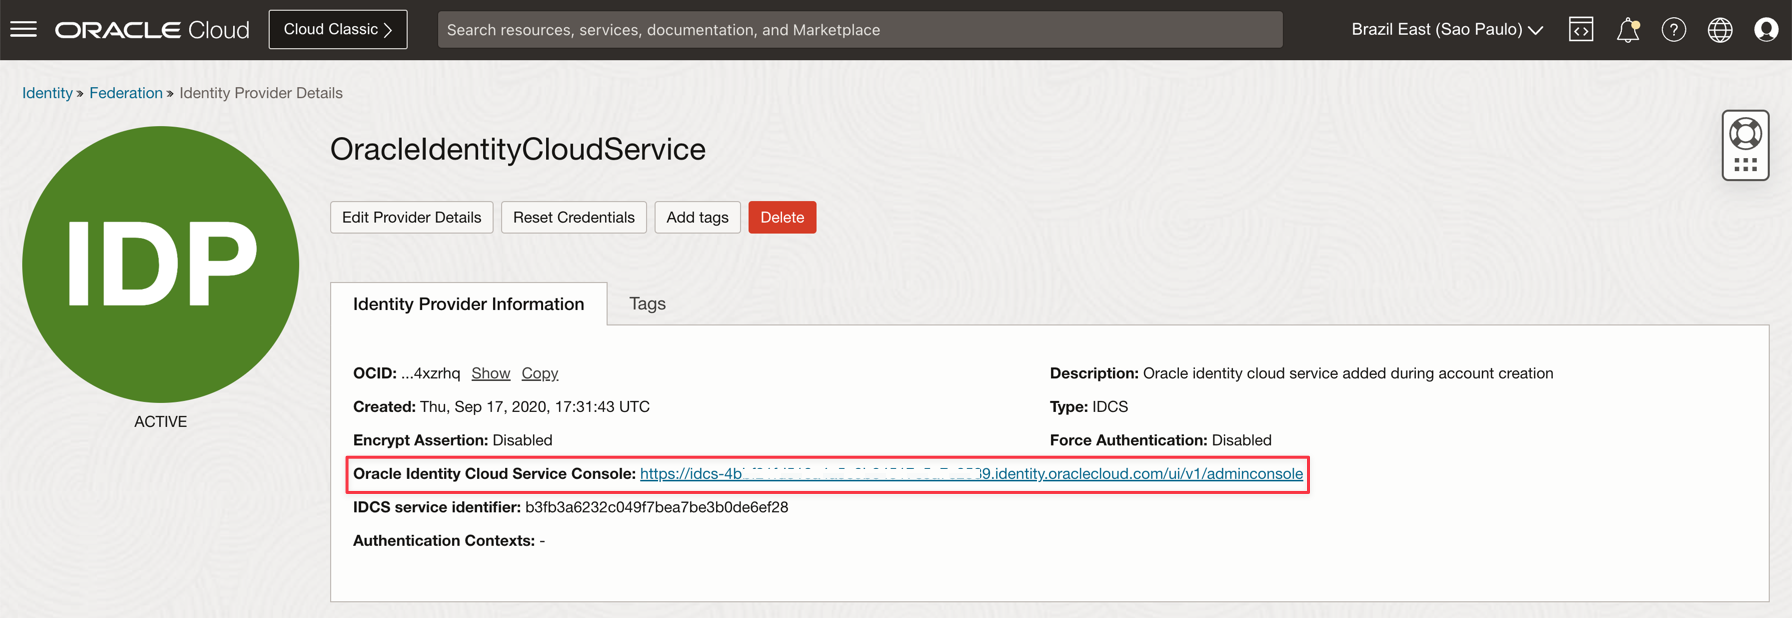 ORACLE Cloud
Cloud Classic
Search resources, services, documentation, and Marketplace
Brazil East (Sao Paulo)
Identity » Federation » Identity Provider Details
IDP
ACTIVE
OracleIdentityCloudService
Edit Provider Details
Reset Credentials
Add tags
Delete
Identity Provider Information
Tags
OCID: ...4xzrhq Show Copy
Created: Thu, Sep 17, 2020, 17:31:43 UTC
Encrypt Assertion: Disabled
Description: Oracle identity cloud service added during account creation
Type: IDCS
Force Authentication: Disabled
Oracle Identity Cloud Service Console: https://idcs-4b 9.identity.oraclecloud.com/ui/v1/adminconsole
IDCS service identifier: b3fb3a6232c049f7bea7be3b0de6ef28
Authentication Contexts: -